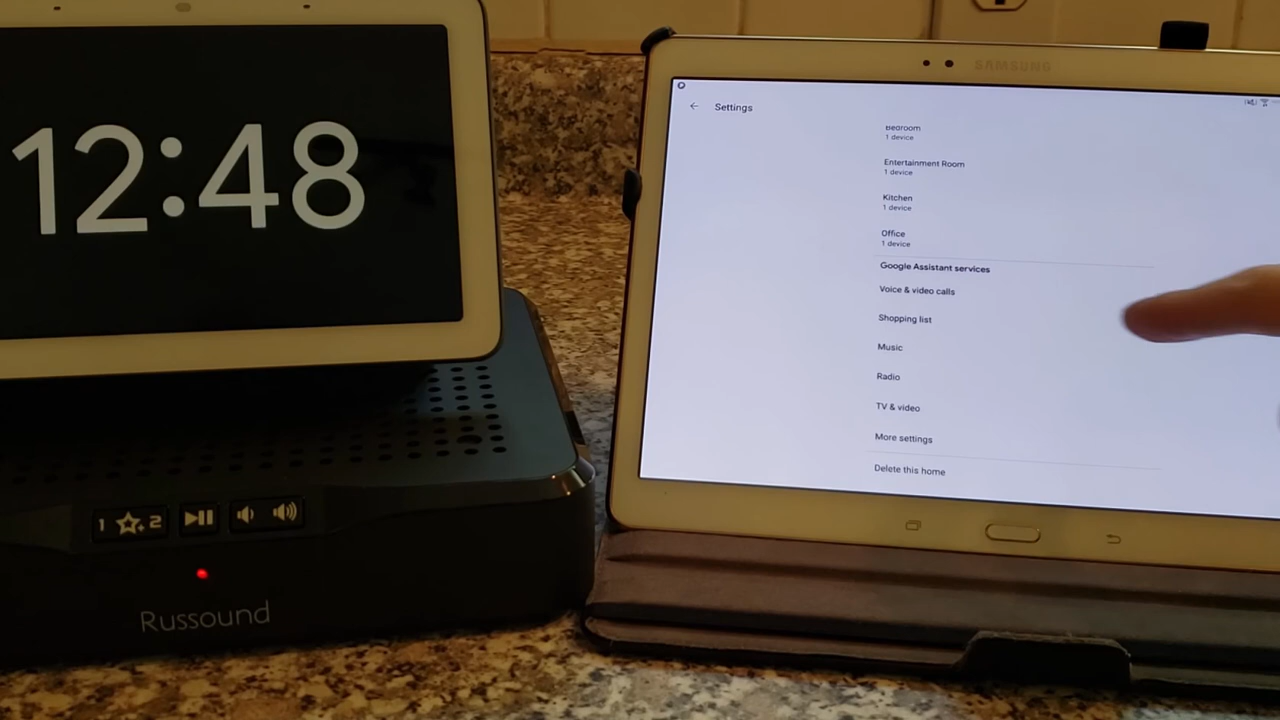 12:48
1 2
Russound
SAMSUNG
Settings
Bedroom
1 device
Entertainment Room
1 device
Kitchen
1 device
Office
1 device
Google Assistant services
Voice & video calls
Shopping list
Music
Radio
TV & video
More settings
Delete this home